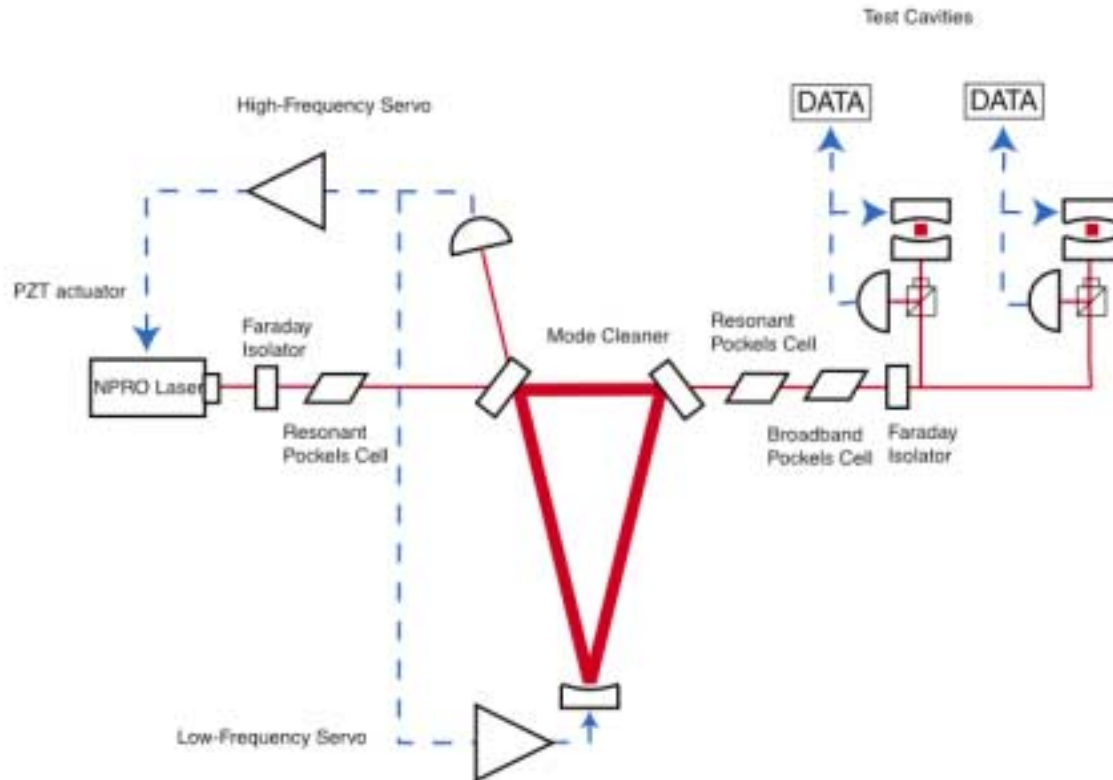 Test Cavities
DATA
DATA
High-Frequency Servo
PZT actuator
NPRO Laser
Faraday
Isolator
Resonant
Pockels Cell
Mode Cleaner
Resonant
Pockels Cell
Broadband
Pockels Cell
Faraday
Isolator
Low-Frequency Servo